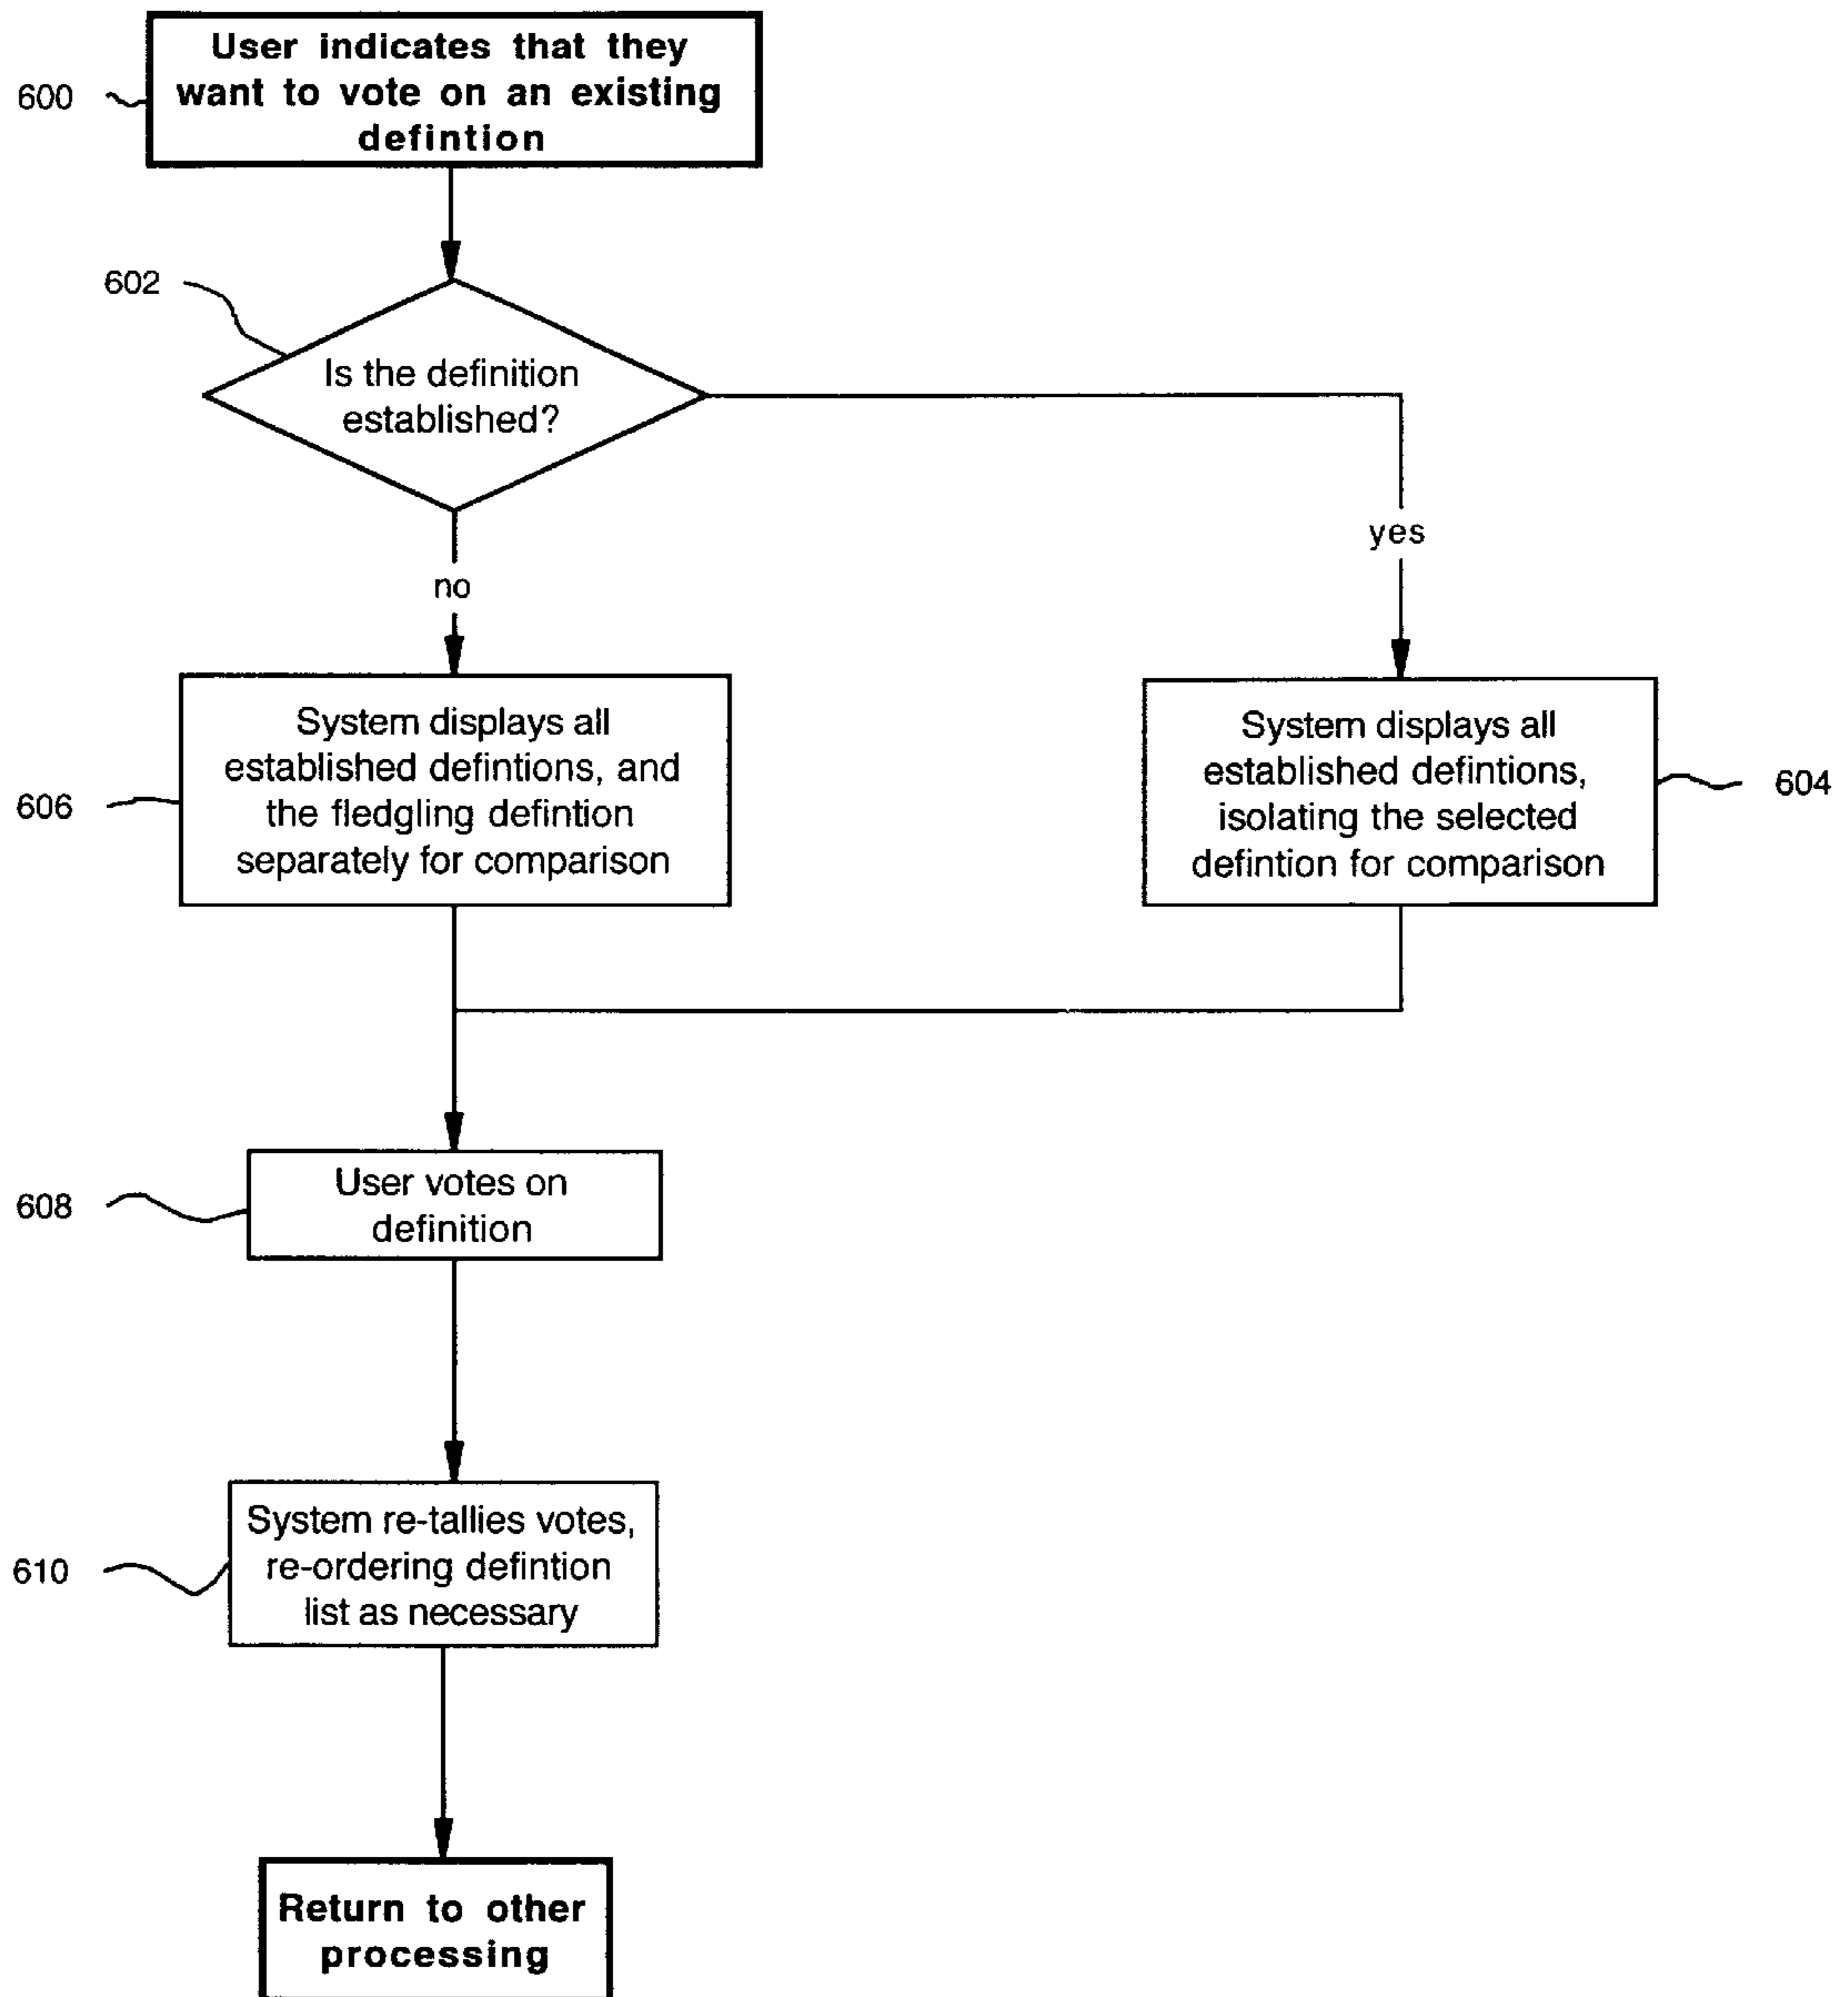 User indicates that they
want to vote on an existing
defintion
600
602
Is the definition
established?
yes
no
System displays all
established defintions, and
the fledgling defintion
separately for comparison
606
System displays all
established defintions,
isolating the selected
defintion for comparison
604
User votes on
definition
608
System re-tallies votes,
re-ordering defintion
list as necessary
610
Return to other
processing